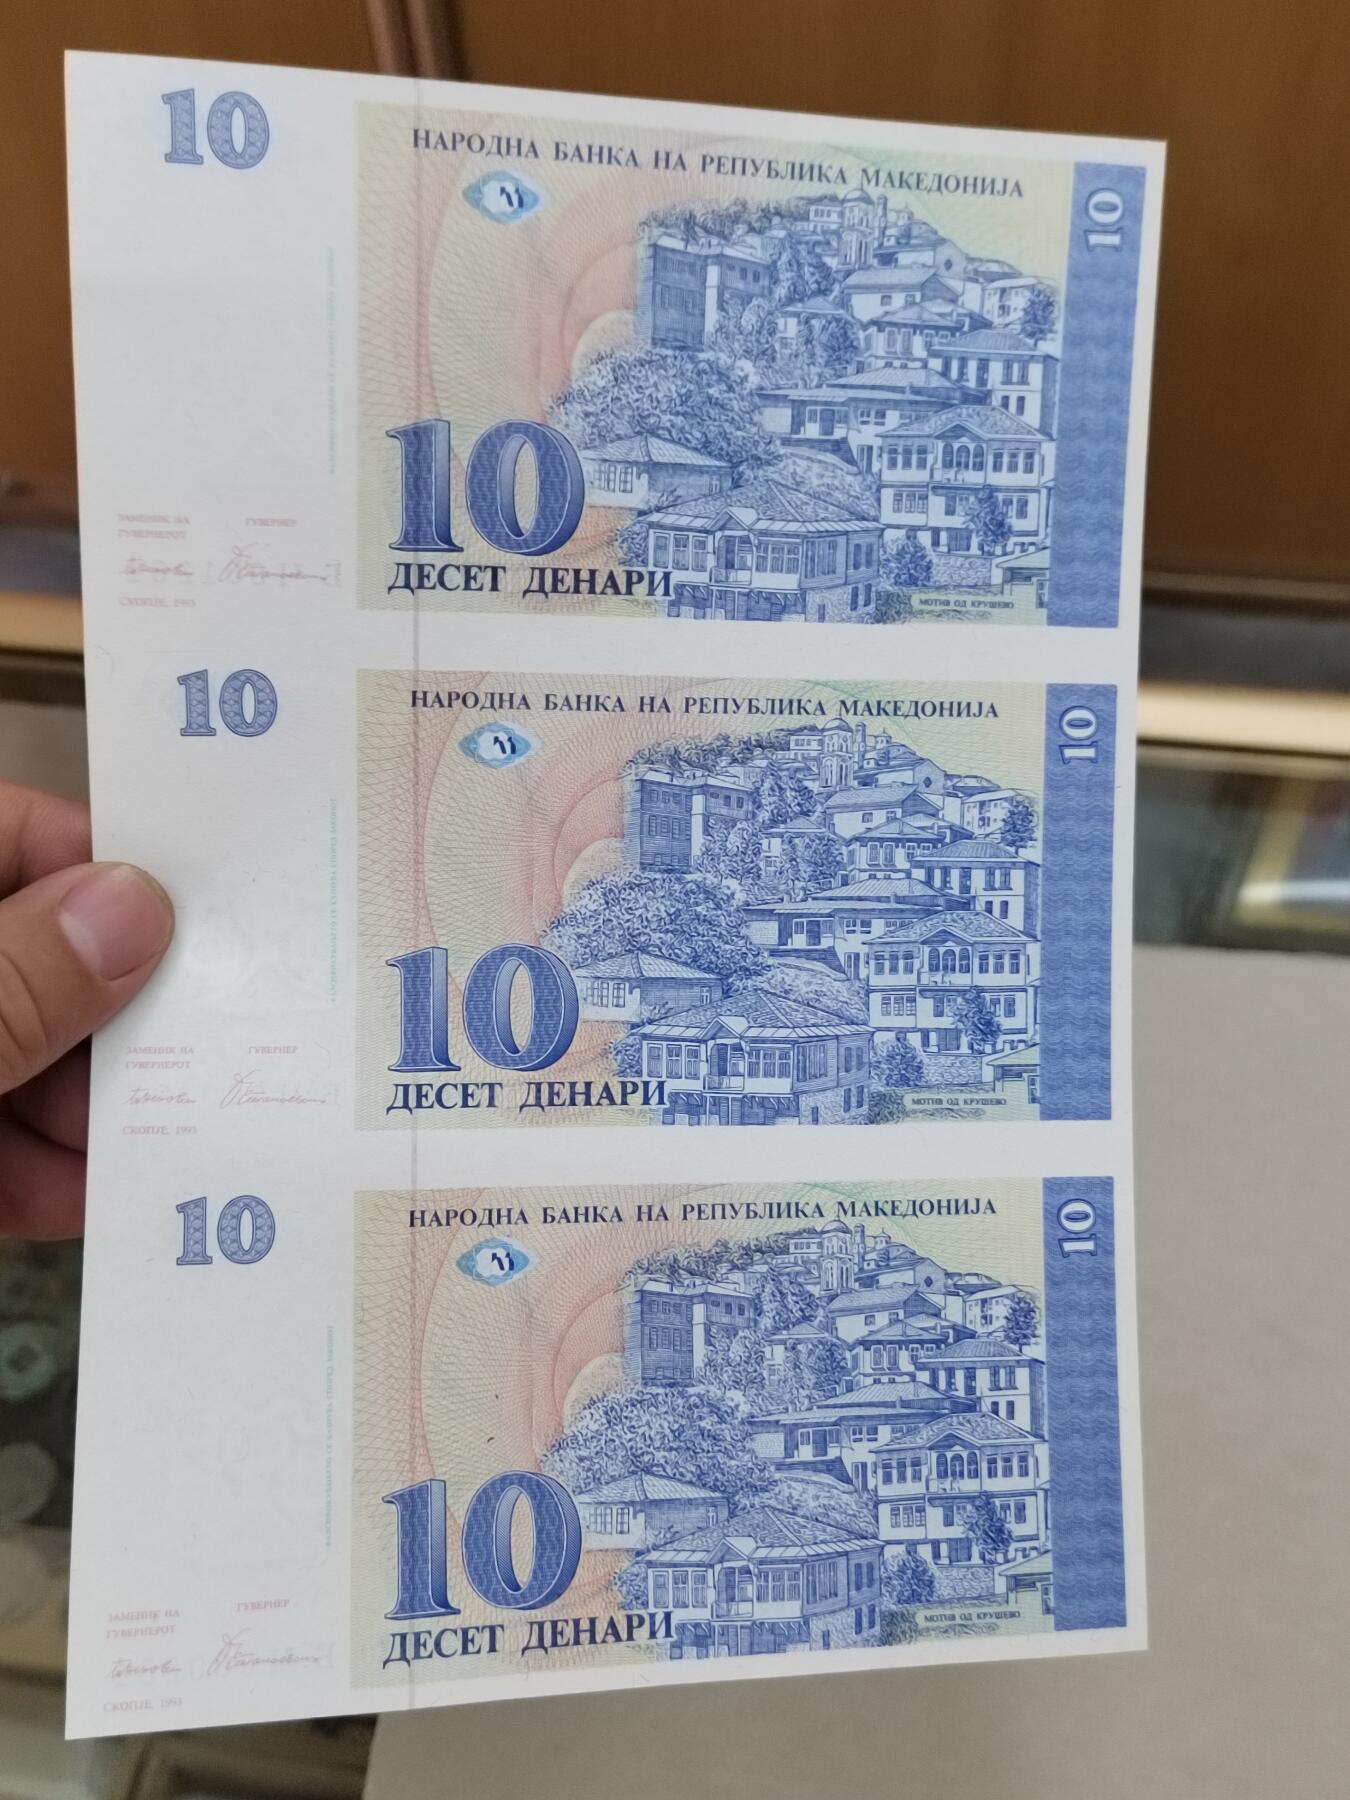 10
НАРОДНА БАНКА НА РЕПУБЛИКА МАКЕДОНИЈА
10
10
ДЕСЕТ ДЕНАРИ
ЗАМЕНИК НА
ГУВЕРНЕРОТ
ГУВЕРНЕР
СКОПЈЕ, 1993
МОТИВ ОД КРУШЕВО
10
НАРОДНА БАНКА НА РЕПУБЛИКА МАКЕДОНИЈА
10
10
ДЕСЕТ ДЕНАРИ
ЗАМЕНИК НА
ГУВЕРНЕРОТ
ГУВЕРНЕР
СКОПЈЕ, 1993
МОТИВ ОД КРУШЕВО
10
НАРОДНА БАНКА НА РЕПУБЛИКА МАКЕДОНИЈА
10
10
ДЕСЕТ ДЕНАРИ
ЗАМЕНИК НА
ГУВЕРНЕРОТ
ГУВЕРНЕР
СКОПЈЕ, 1993
МОТИВ ОД КРУШЕВО